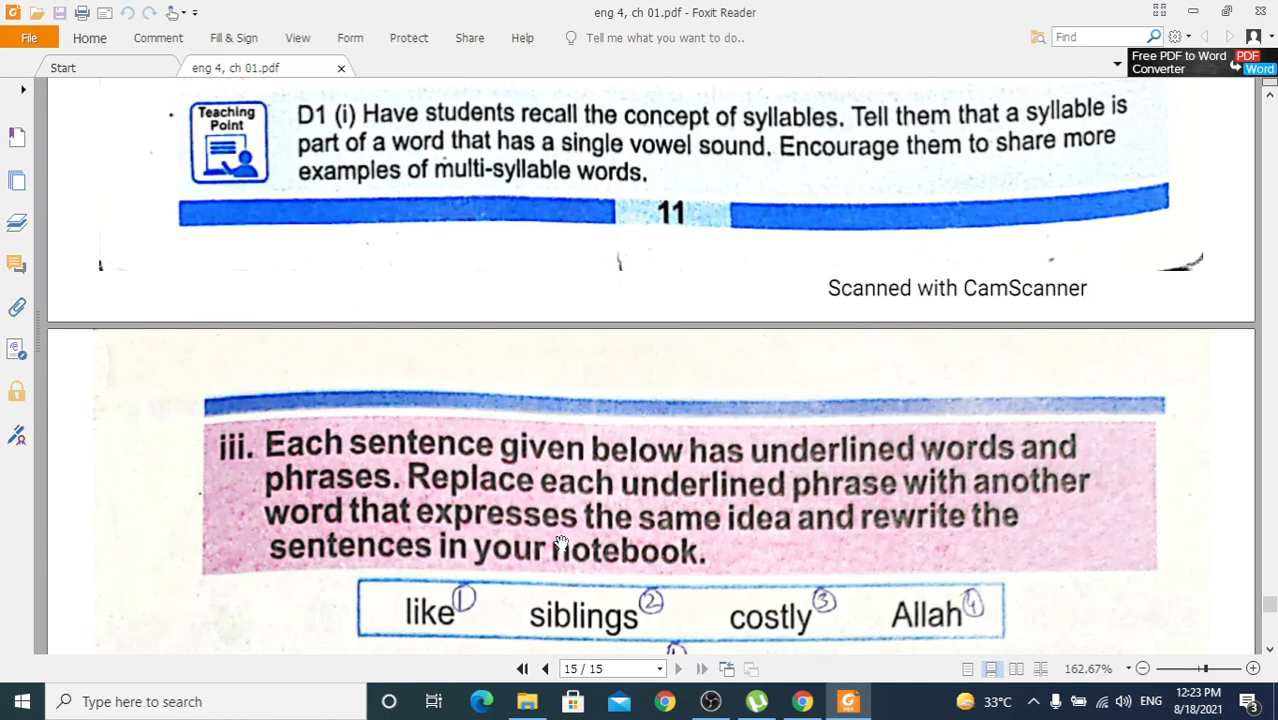 eng 4, ch 01.pdf - Foxit Reader
File Home Comment Fill & Sign View Form Protect Share Help Tell me what you want to do.. Find
Start eng 4, ch 01.pdf
Free PDF to Word PDF
Converter Word
Teaching
Point
D1 (i) Have students recall the concept of syllables. Tell them that a syllable is
part of a word that has a single vowel sound. Encourage them to share more
examples of multi-syllable words.
11
Scanned with CamScanner
iii. Each sentence given below has underlined words and
phrases. Replace each underlined phrase with another
word that expresses the same idea and rewrite the
sentences in your notebook.
like 1 siblings 2 costly 3 Allah 4
15 / 15 162.67%
Type here to search 33°C ENG 12:23 PM
8/18/2021 3